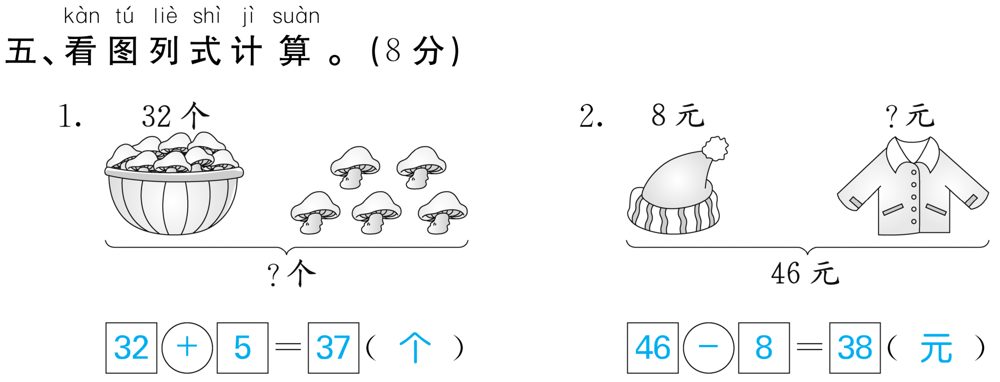 kàn tú liè shì jì suàn
五、看图列式计算。(8分)
1. 32个
?个
32+5=37(个)
2. 8元 ?元
46元
46-8=38(元)